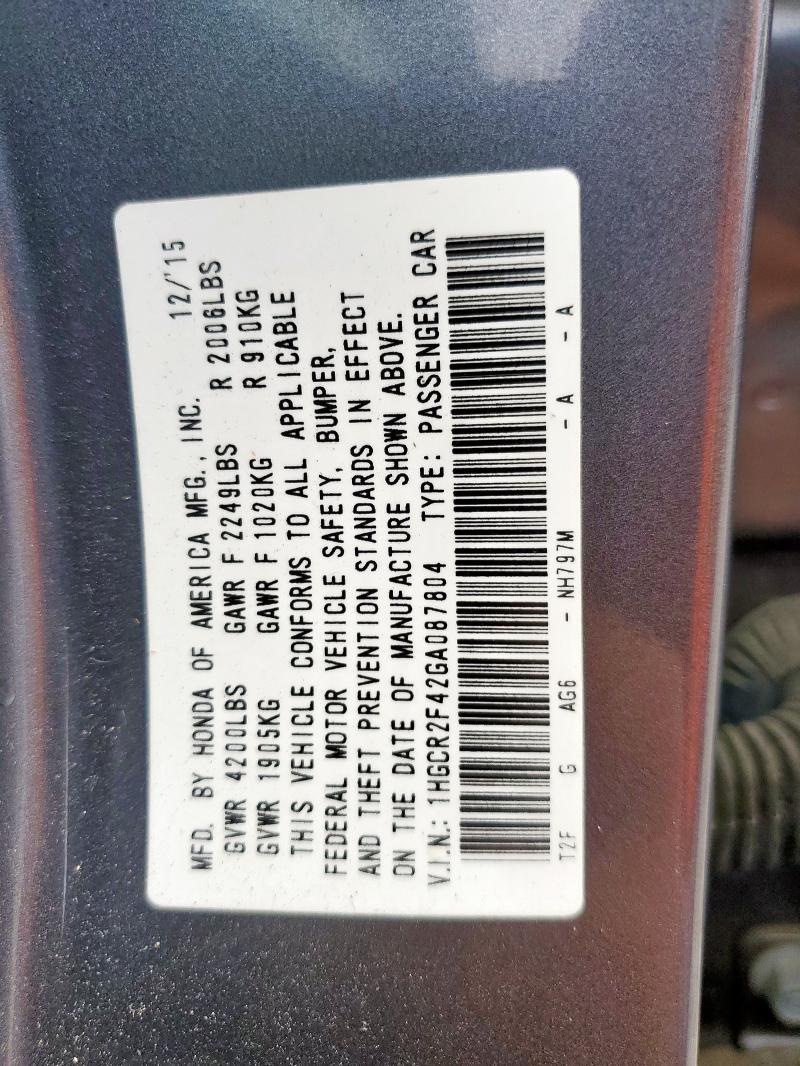 MFD. BY HONDA OF AMERICA MFG., INC. 12/'15
GVWR 4200LBS GAWR F 2249LBS R 2006LBS
GVWR 1905KG GAWR F 1020KG R 910KG
THIS VEHICLE CONFORMS TO ALL APPLICABLE
FEDERAL MOTOR VEHICLE SAFETY, BUMPER,
AND THEFT PREVENTION STANDARDS IN EFFECT
ON THE DATE OF MANUFACTURE SHOWN ABOVE.
V.I.N.: 1HGCR2F42GA087804 TYPE: PASSENGER CAR
T2F G AG6 - NH797M - A - A